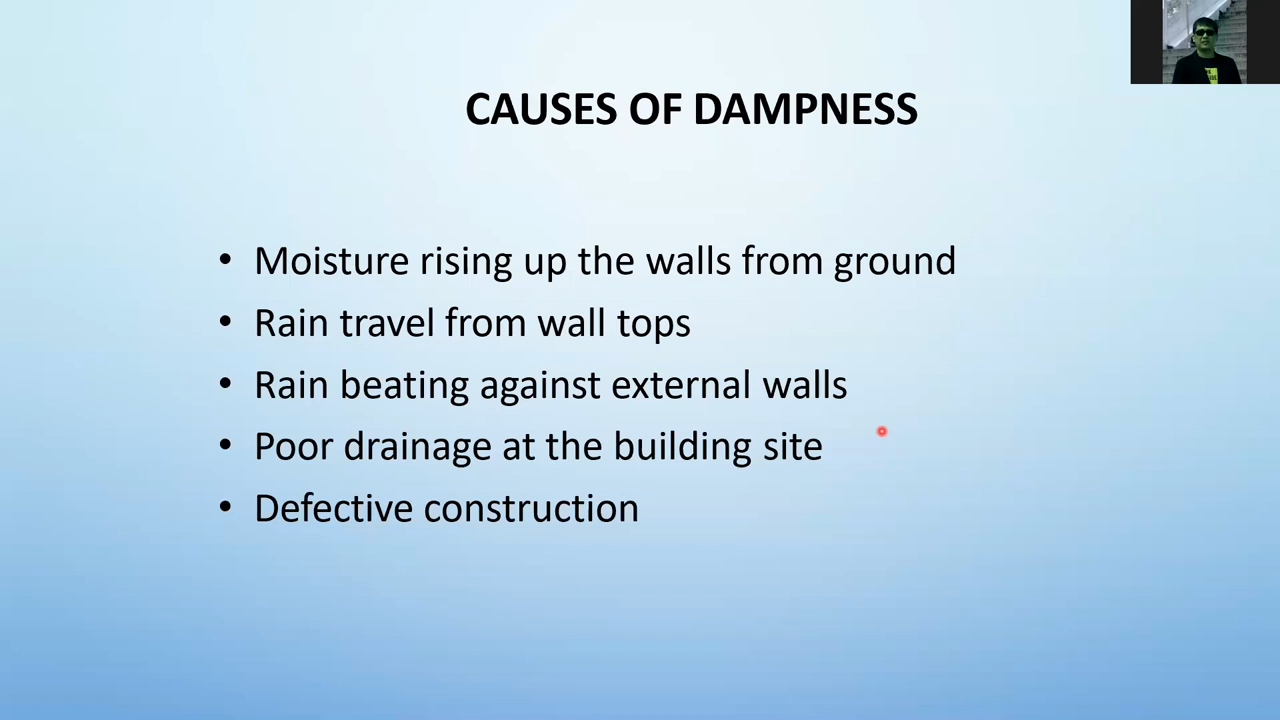 CAUSES OF DAMPNESS
• Moisture rising up the walls from ground
• Rain travel from wall tops
• Rain beating against external walls
• Poor drainage at the building site
• Defective construction